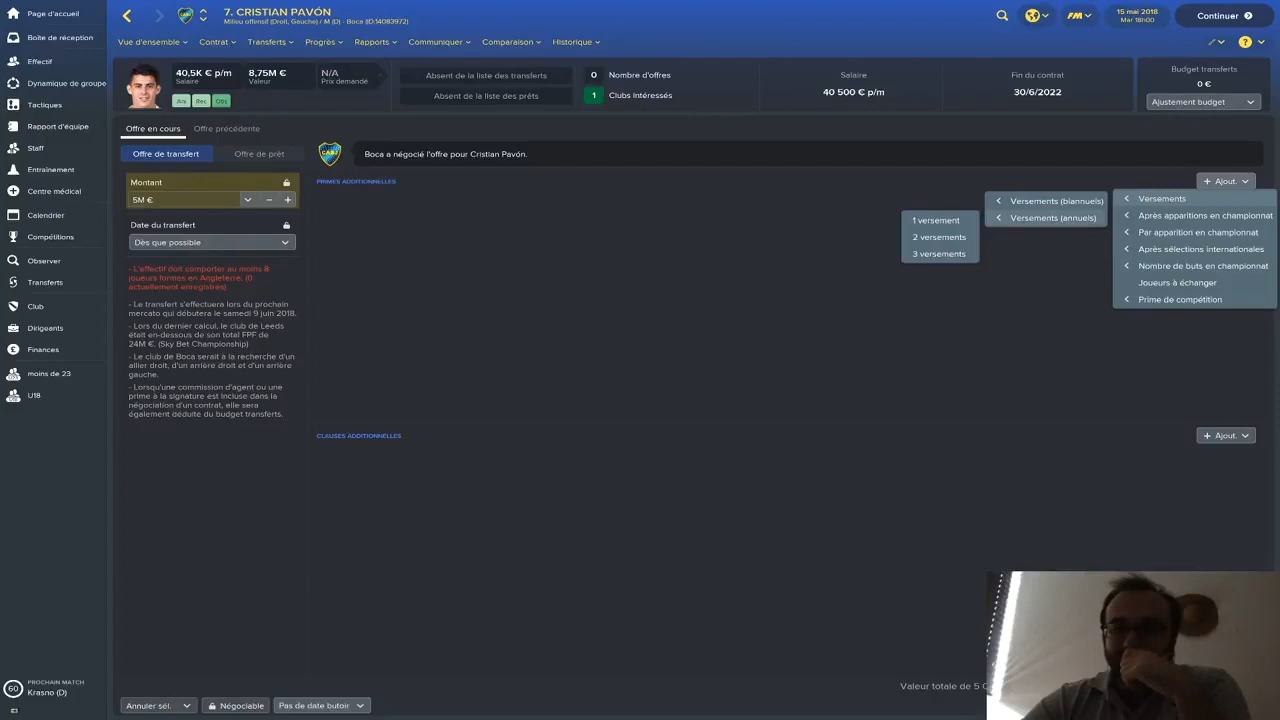 Page d'accueil
Boîte de réception
Effectif
Dynamique de groupe
Tactiques
Rapport d'équipe
Staff
Entraînement
Centre médical
Calendrier
Compétitions
Observer
Transferts
Club
Dirigeants
Finances
moins de 23
U18
60
PROCHAIN MATCH
Krasno (D)
7. CRISTIAN PAVÓN
Milieu offensif (Droit, Gauche) / M (D) - Boca (ID:14083972)
FM
15 mai 2018
Mar 18h00
Continuer
Vue d'ensemble
Contrat
Transferts
Progrès
Rapports
Communiquer
Comparaison
Historique
?
40,5K € p/m
Salaire
8,75M €
Valeur
N/A
Prix demandé
Rec
Absent de la liste des transferts
Absent de la liste des prêts
0 Nombre d'offres
1 Clubs Intéressés
Salaire
40 500 € p/m
Fin du contrat
30/6/2022
Budget transferts
0 €
Ajustement budget
Offre en cours
Offre précédente
Offre de transfert
Offre de prêt
CABJ
Boca a négocié l'offre pour Cristian Pavón.
Montant
5M €
Date du transfert
Dès que possible
- L'effectif doit comporter au moins 8
joueurs formés en Angleterre. (0
actuellement enregistrés)
- Le transfert s'effectuera lors du prochain
mercato qui débutera le samedi 9 juin 2018.
- Lors du dernier calcul, le club de Leeds
était en-dessous de son total FPF de
24M €. (Sky Bet Championship)
- Le club de Boca serait à la recherche d'un
ailier droit, d'un arrière droit et d'un arrière
gauche.
- Lorsqu'une commission d'agent ou une
prime à la signature est incluse dans la
négociation d'un contrat, elle sera
également déduite du budget transferts.
PRIMES ADDITIONNELLES
+ Ajout.
Versements
Après apparitions en championnat
Par apparition en championnat
Après sélections internationales
Nombre de buts en championnat
Joueurs à échanger
Prime de compétition
Versements (biannuels)
Versements (annuels)
1 versement
2 versements
3 versements
CLAUSES ADDITIONNELLES
+ Ajout.
Valeur totale de 5
Annuler sél.
Négociable
Pas de date butoir